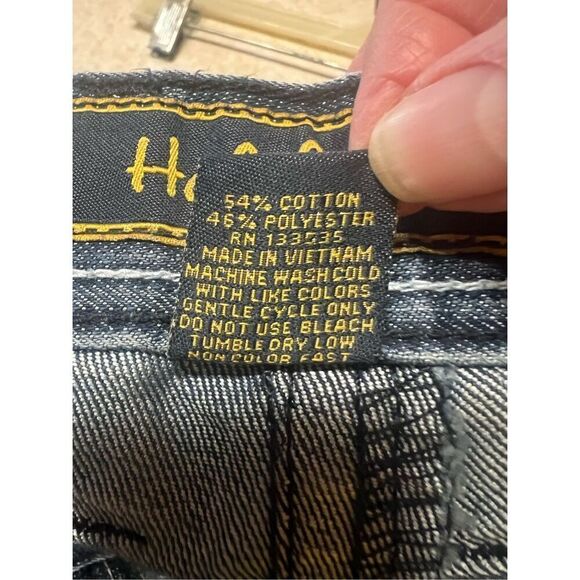 54% COTTON
46% POLYESTER
RN 133535
MADE IN VIETNAM
MACHINE WASH COLD
WITH LIKE COLORS
GENTLE CYCLE ONLY
DO NOT USE BLEACH
TUMBLE DRY LOW
NON COLOR FAST